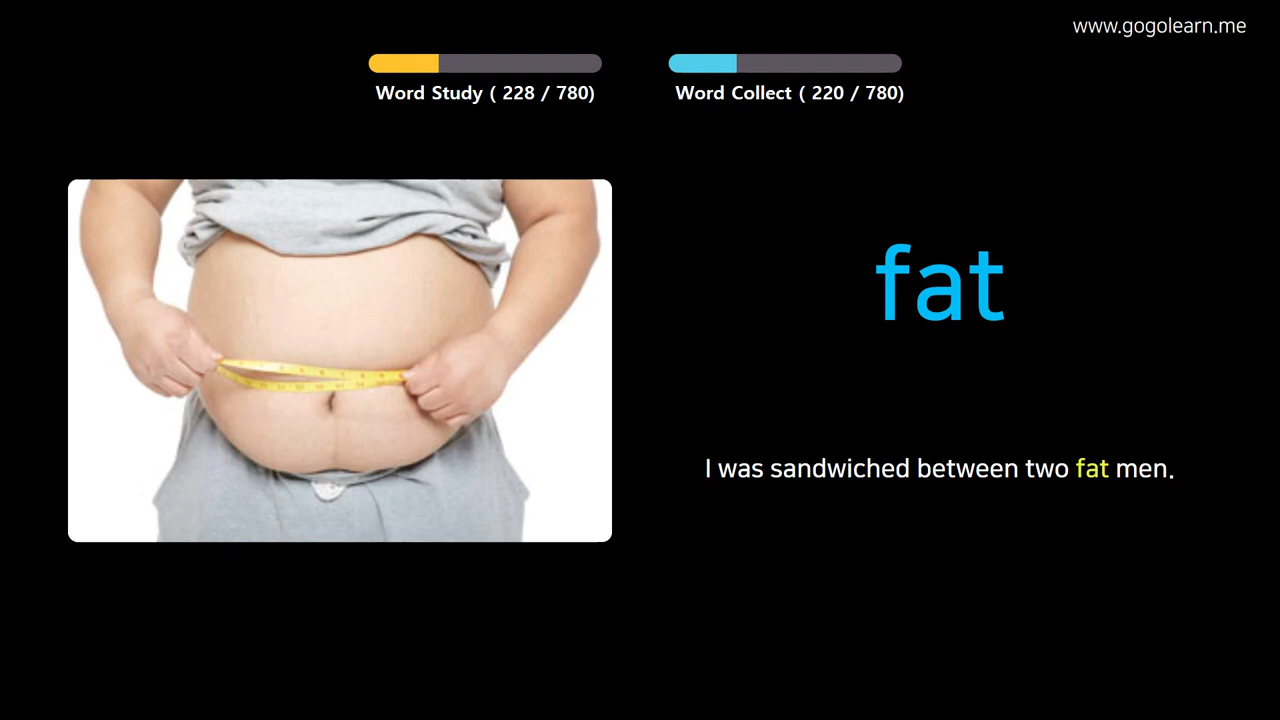 www.gogolearn.me
Word Study ( 228 / 780)
Word Collect ( 220 / 780)
fat
I was sandwiched between two fat men.